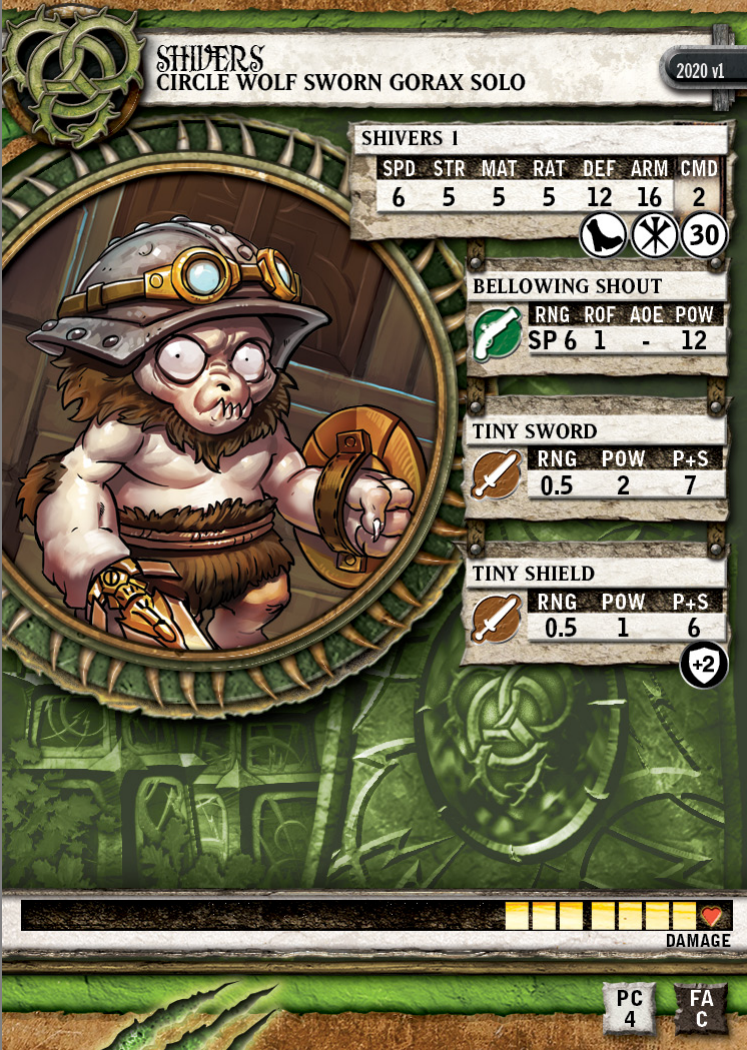 SHIVERS
CIRCLE WOLF SWORN GORAX SOLO
2020 v1
SHIVERS 1
SPD STR MAT RAT DEF ARM CMD
6 5 5 5 12 16 2
30
BELLOWING SHOUT
RNG ROF AOE POW
SP 6 1 - 12
TINY SWORD
RNG POW P+S
0.5 2 7
TINY SHIELD
RNG POW P+S
0.5 1 6
+2
DAMAGE
PC FA
4 C